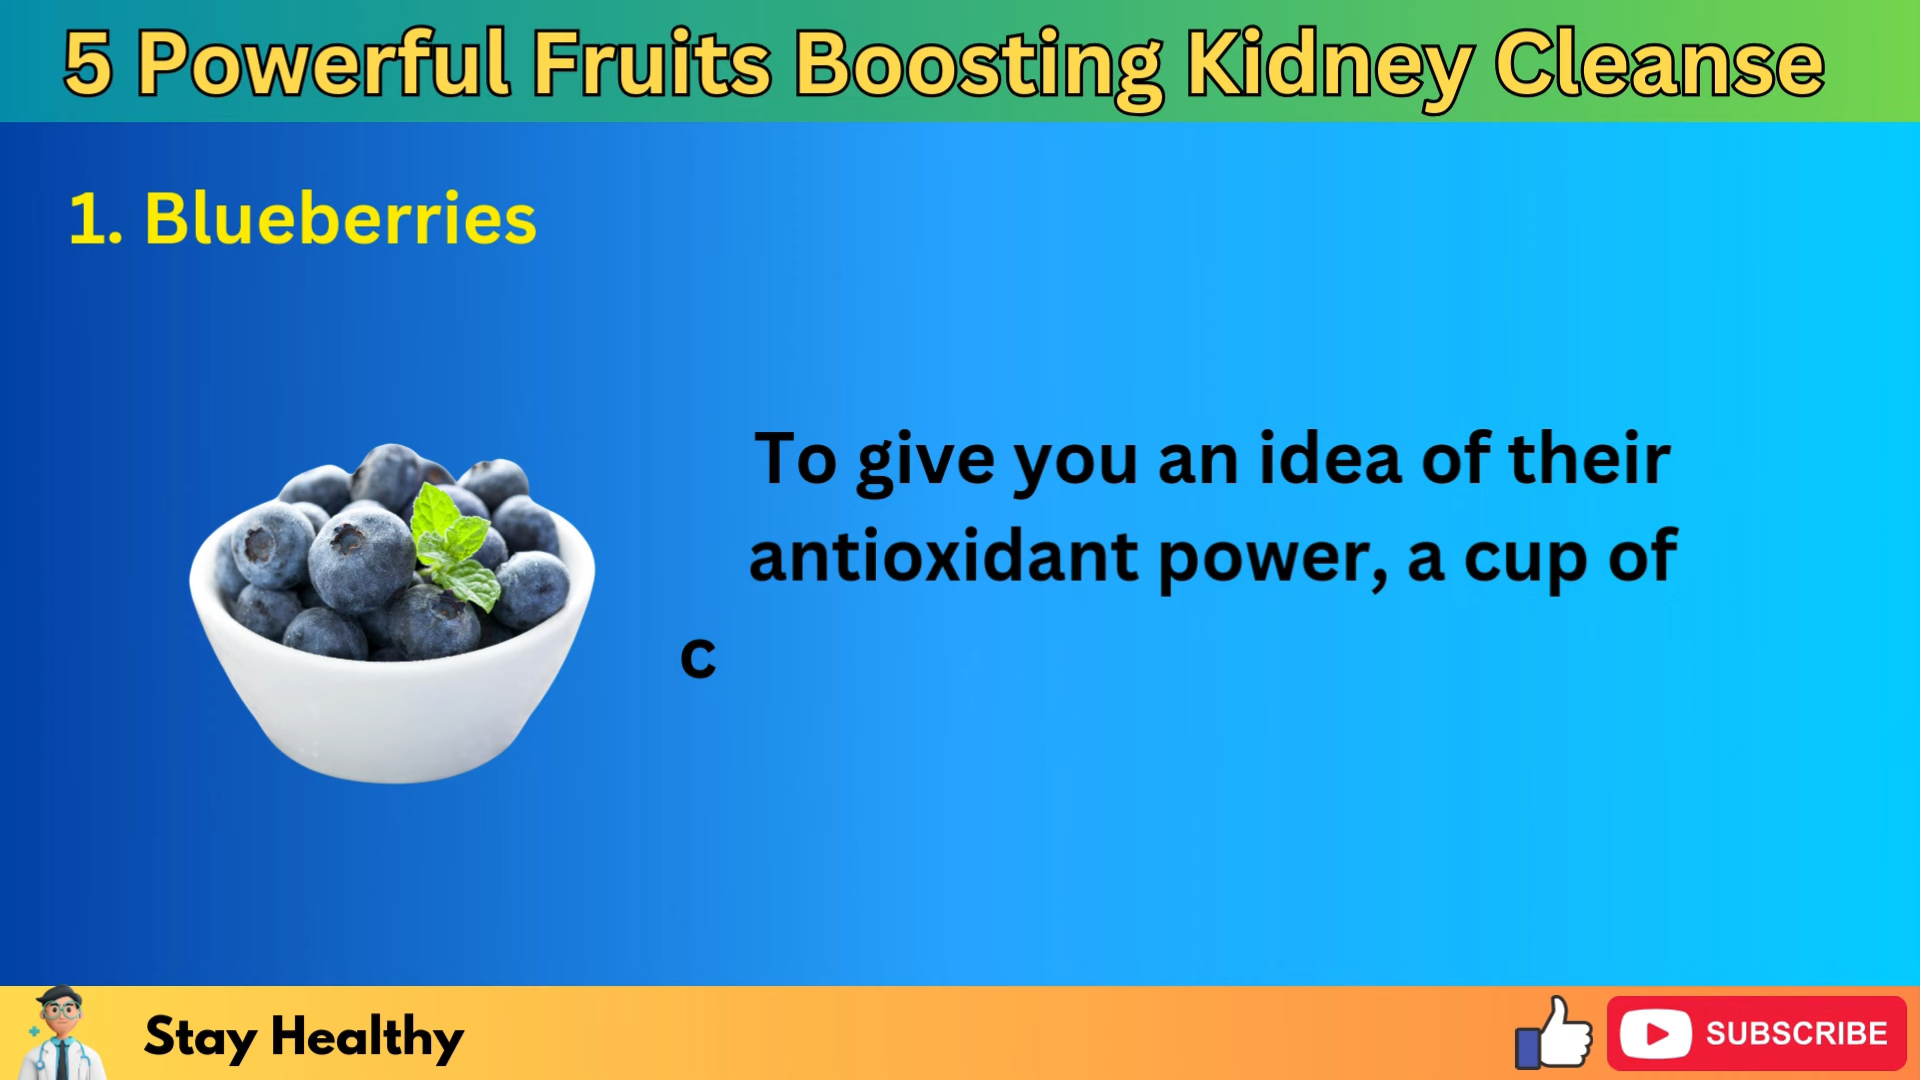 5 Powerful Fruits Boosting Kidney Cleanse
1. Blueberries
To give you an idea of their
antioxidant power, a cup of
c
Stay Healthy
SUBSCRIBE